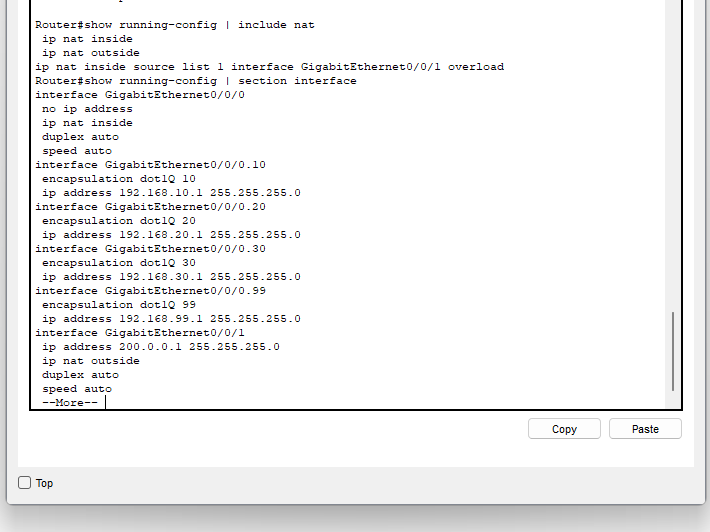 Router#show running-config | include nat
ip nat inside
ip nat outside
ip nat inside source list 1 interface GigabitEthernet0/0/1 overload
Router#show running-config | section interface
interface GigabitEthernet0/0/0
no ip address
ip nat inside
duplex auto
speed auto
interface GigabitEthernet0/0/0.10
encapsulation dot1Q 10
ip address 192.168.10.1 255.255.255.0
interface GigabitEthernet0/0/0.20
encapsulation dot1Q 20
ip address 192.168.20.1 255.255.255.0
interface GigabitEthernet0/0/0.30
encapsulation dot1Q 30
ip address 192.168.30.1 255.255.255.0
interface GigabitEthernet0/0/0.99
encapsulation dot1Q 99
ip address 192.168.99.1 255.255.255.0
interface GigabitEthernet0/0/1
ip address 200.0.0.1 255.255.255.0
ip nat outside
duplex auto
speed auto
--More--
Copy Paste
Top